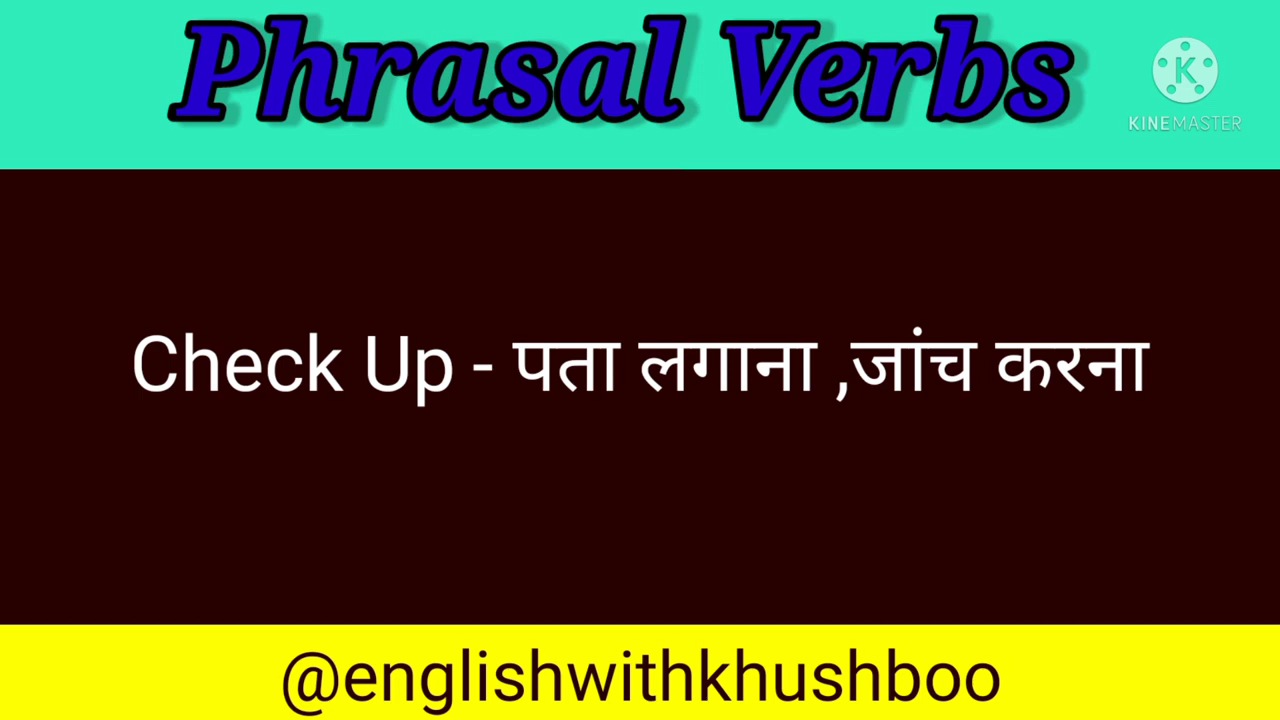 Phrasal Verbs
KINEMASTER
Check Up - पता लगाना ,जांच करना
@englishwithkhushboo